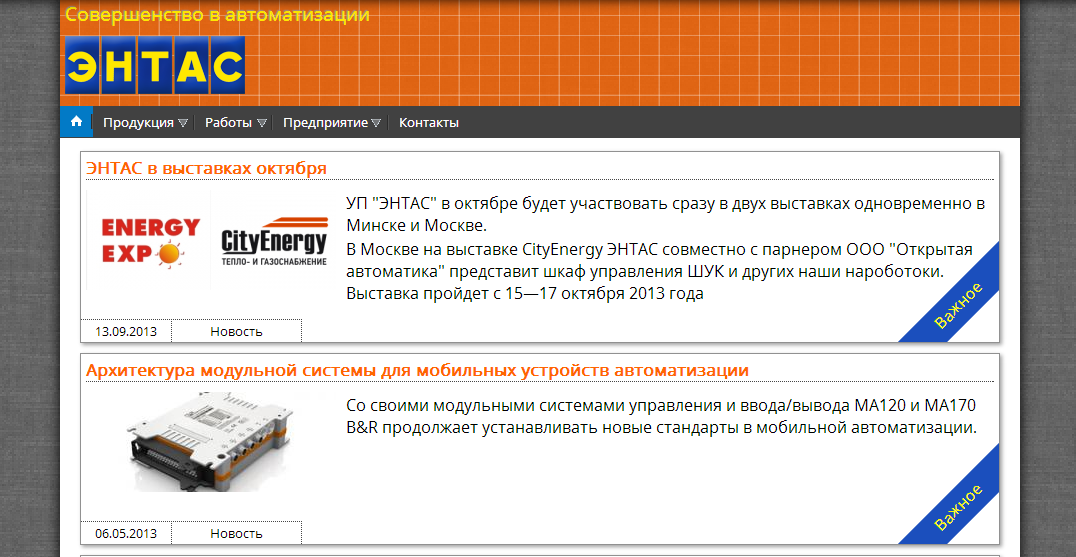 Совершенство в автоматизации
ЭНТАС
Продукция Работы Предприятие Контакты
ЭНТАС в выставках октября
ENERGY
EXPO
CityEnergy
ТЕПЛО- И ГАЗОСНАБЖЕНИЕ
УП "ЭНТАС" в октябре будет участвовать сразу в двух выставках одновременно в
Минске и Москве.
В Москве на выставке CityEnergy ЭНТАС совместно с парнером ООО "Открытая
автоматика" представит шкаф управления ШУК и других наши нароботоки.
Выставка пройдет с 15—17 октября 2013 года
Важное
13.09.2013 Новость
Архитектура модульной системы для мобильных устройств автоматизации
Со своими модульными системами управления и ввода/вывода MA120 и MA170
B&R продолжает устанавливать новые стандарты в мобильной автоматизации.
Важное
06.05.2013 Новость